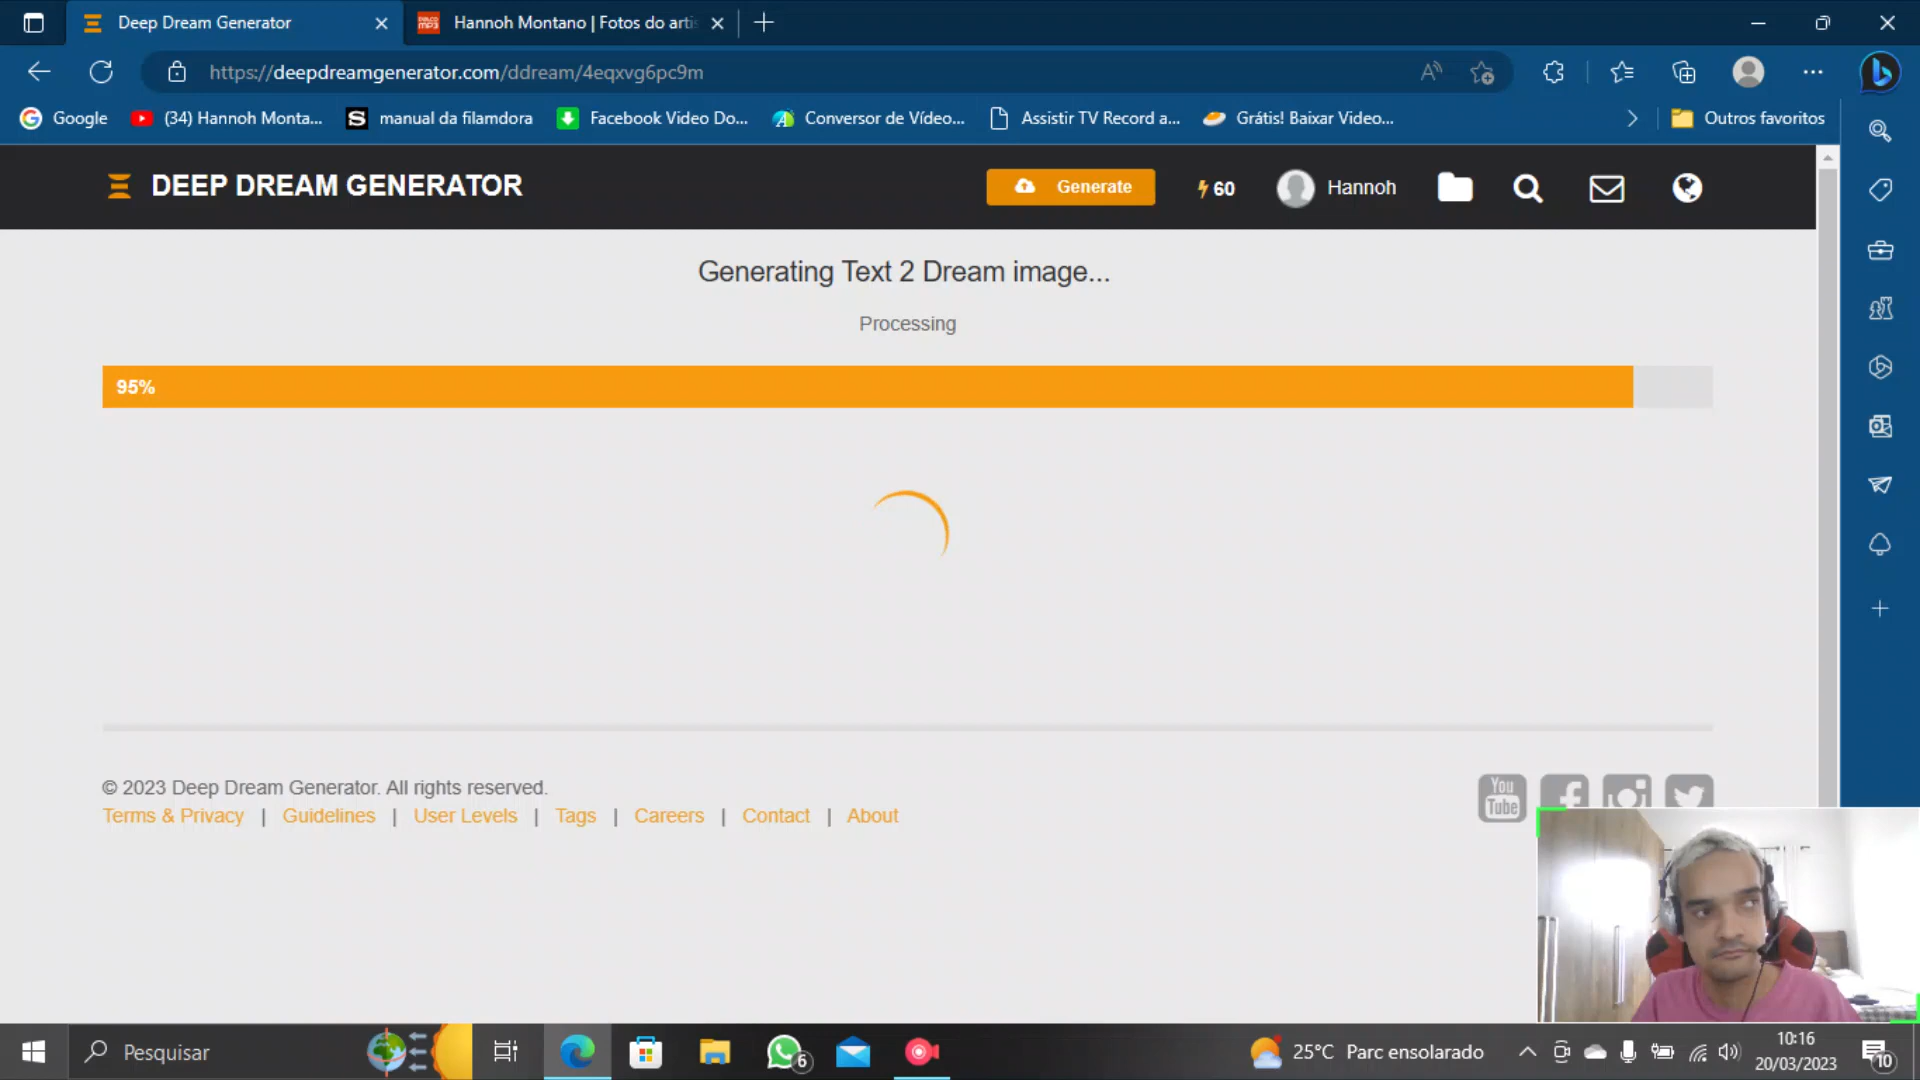 Deep Dream Generator
Hannoh Montano | Fotos do arti
https://deepdreamgenerator.com/ddream/4eqxvg6pc9m
Google
(34) Hannoh Monta...
manual da filamdora
Facebook Video Do...
Conversor de Vídeo...
Assistir TV Record a...
Grátis! Baixar Video...
Outros favoritos
DEEP DREAM GENERATOR
Generate
60
Hannoh
Generating Text 2 Dream image...
Processing
95%
© 2023 Deep Dream Generator. All rights reserved.
Terms & Privacy | Guidelines | User Levels | Tags | Careers | Contact | About
You
Tube
Pesquisar
6
25°C Parc ensolarado
10:16
20/03/2023
10